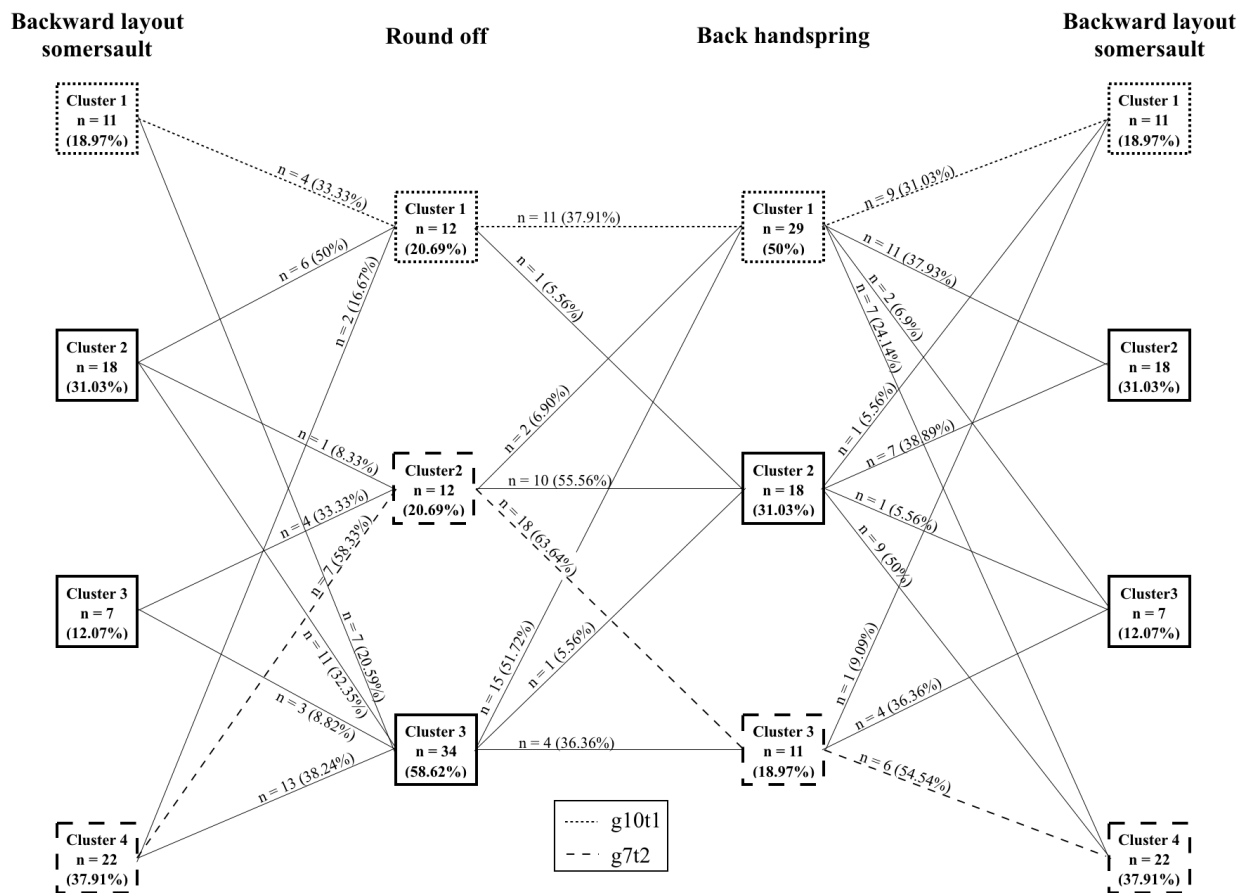 Backward layout
somersault
Round off
Back handspring
Backward layout
somersault
Cluster 1
n = 11
(18.97%)
Cluster 2
n = 18
(31.03%)
Cluster 3
n = 7
(12.07%)
Cluster 4
n = 22
(37.91%)
n = 4 (33.33%)
n = 6 (50%)
n = 2 (16.67%)
n = 1 (8.33%)
n = 4 (33.33%)
n = 7 (58.33%)
n = 7 (20.59%)
n = 11 (32.35%)
n = 3 (8.82%)
n = 13 (38.24%)
Cluster 1
n = 12
(20.69%)
Cluster2
n = 12
(20.69%)
Cluster 3
n = 34
(58.62%)
n = 11 (37.91%)
n = 1 (5.56%)
n = 2 (6.90%)
n = 10 (55.56%)
n = 18 (63.64%)
n = 15 (51.72%)
n = 1 (5.56%)
n = 4 (36.36%)
Cluster 1
n = 29
(50%)
Cluster 2
n = 18
(31.03%)
Cluster 3
n = 11
(18.97%)
n = 9 (31.03%)
n = 11 (37.93%)
n = 2 (6.9%)
n = 7 (24.14%)
n = 1 (5.56%)
n = 7 (38.89%)
n = 1 (5.56%)
n = 9 (50%)
n = 1 (9.09%)
n = 4 (36.36%)
n = 6 (54.54%)
Cluster 1
n = 11
(18.97%)
Cluster2
n = 18
(31.03%)
Cluster3
n = 7
(12.07%)
Cluster 4
n = 22
(37.91%)
g10t1
g7t2